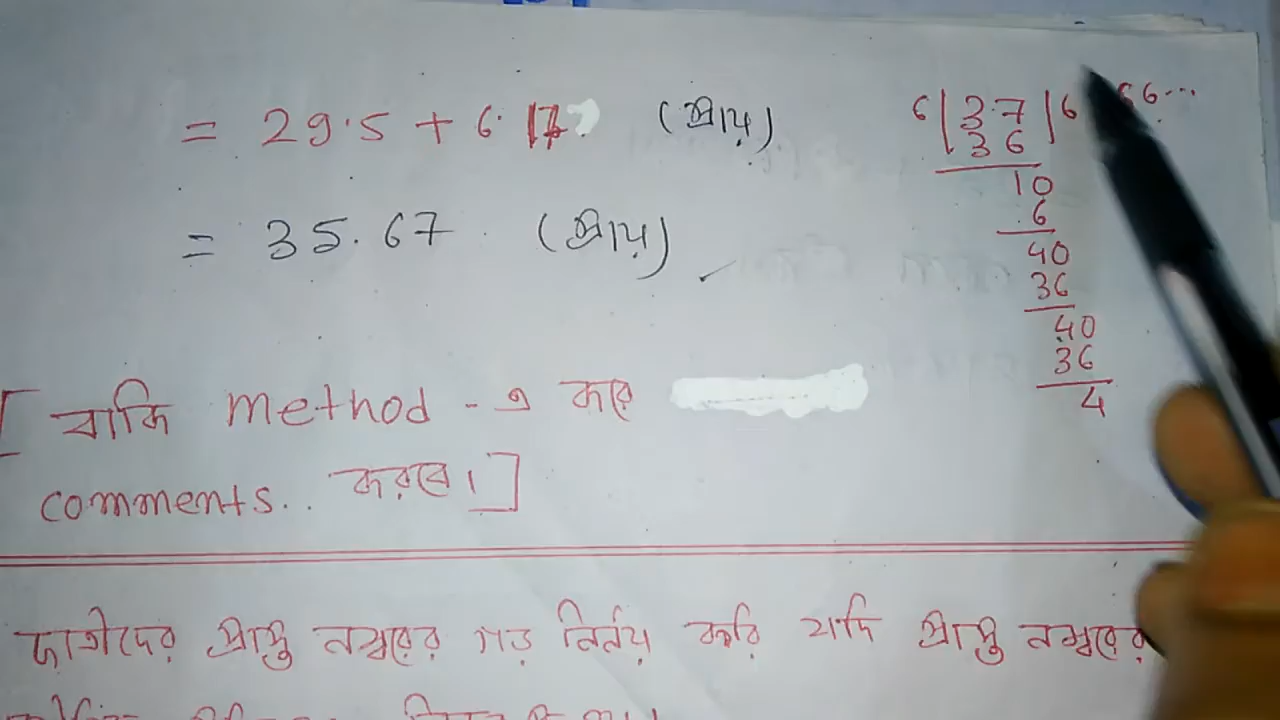 = 29.5 + 6.17 (প্রায়)
= 35.67 (প্রায়)
6 | 37 | 6 66...
36
10
6
40
36
40
36
4
[ বাকি method - এ করে
comments.. করবে। ]
ছাত্রীদের প্রাপ্ত নম্বরের গড় নির্ণয় করি যদি প্রাপ্ত নম্বরের